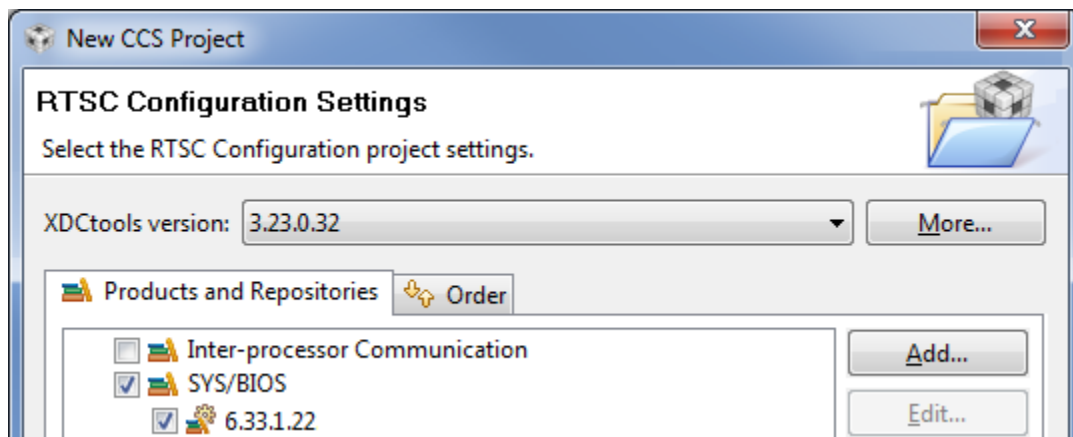 New CCS Project
RTSC Configuration Settings
Select the RTSC Configuration project settings.
XDCtools version: 3.23.0.32 More...
Products and Repositories Order
Inter-processor Communication Add...
SYS/BIOS
6.33.1.22 Edit...